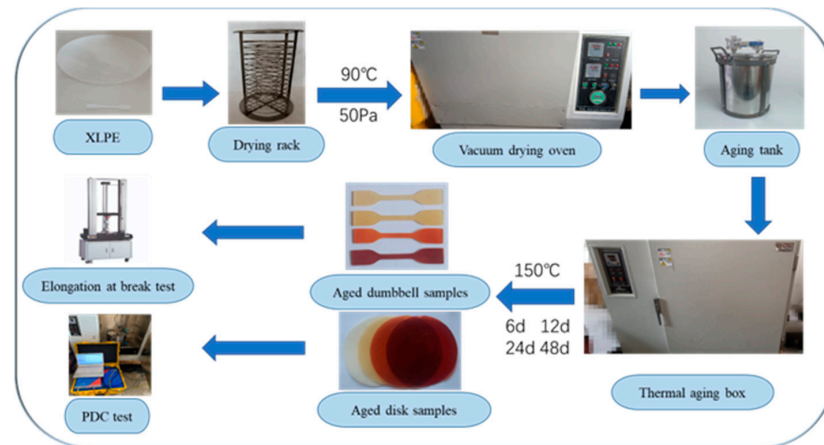 XLPE
Drying rack
90℃
50Pa
Vacuum drying oven
Aging tank
Elongation at break test
Aged dumbbell samples
150℃
6d 12d
24d 48d
Thermal aging box
PDC test
Aged disk samples